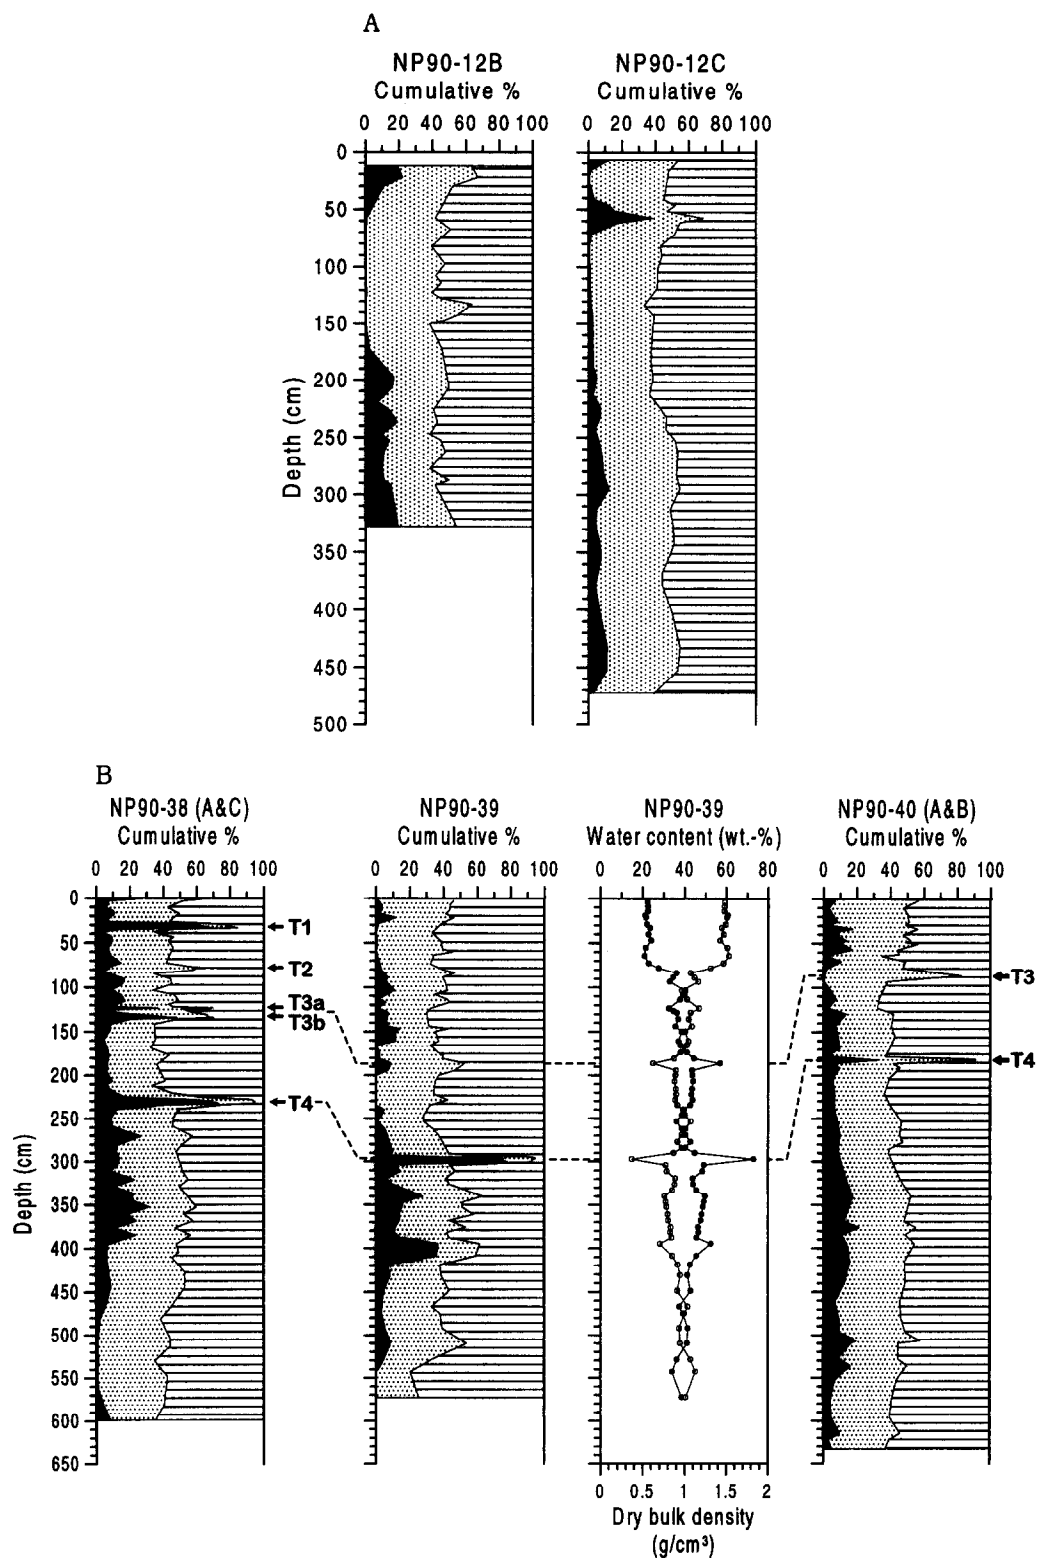 A
NP90-12B
Cumulative %
0 20 40 60 80 100
NP90-12C
Cumulative %
0 20 40 60 80 100
0
50
100
150
200
250
300
350
400
450
500
Depth (cm)
B
NP90-38 (A&C)
Cumulative %
0 20 40 60 80 100
NP90-39
Cumulative %
0 20 40 60 80 100
NP90-39
Water content (wt.-%)
0 20 40 60 80
NP90-40 (A&B)
Cumulative %
0 20 40 60 80 100
0
50
100
150
200
250
300
350
400
450
500
550
600
650
Depth (cm)
T1
T2
T3a
T3b
T4
T3
T4
0 0.5 1 1.5 2
Dry bulk density
(g/cm³)